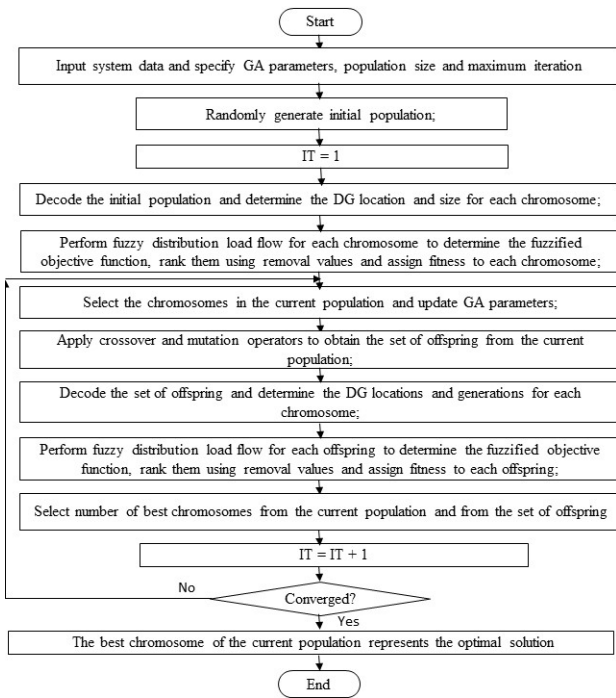 Start
Input system data and specify GA parameters, population size and maximum iteration
Randomly generate initial population;
IT = 1
Decode the initial population and determine the DG location and size for each chromosome;
Perform fuzzy distribution load flow for each chromosome to determine the fuzzified
objective function, rank them using removal values and assign fitness to each chromosome;
Select the chromosomes in the current population and update GA parameters;
Apply crossover and mutation operators to obtain the set of offspring from the current
population;
Decode the set of offspring and determine the DG locations and generations for each
chromosome;
Perform fuzzy distribution load flow for each offspring to determine the fuzzified objective
function, rank them using removal values and assign fitness to each offspring;
Select number of best chromosomes from the current population and from the set of offspring
IT = IT + 1
No
Converged?
Yes
The best chromosome of the current population represents the optimal solution
End